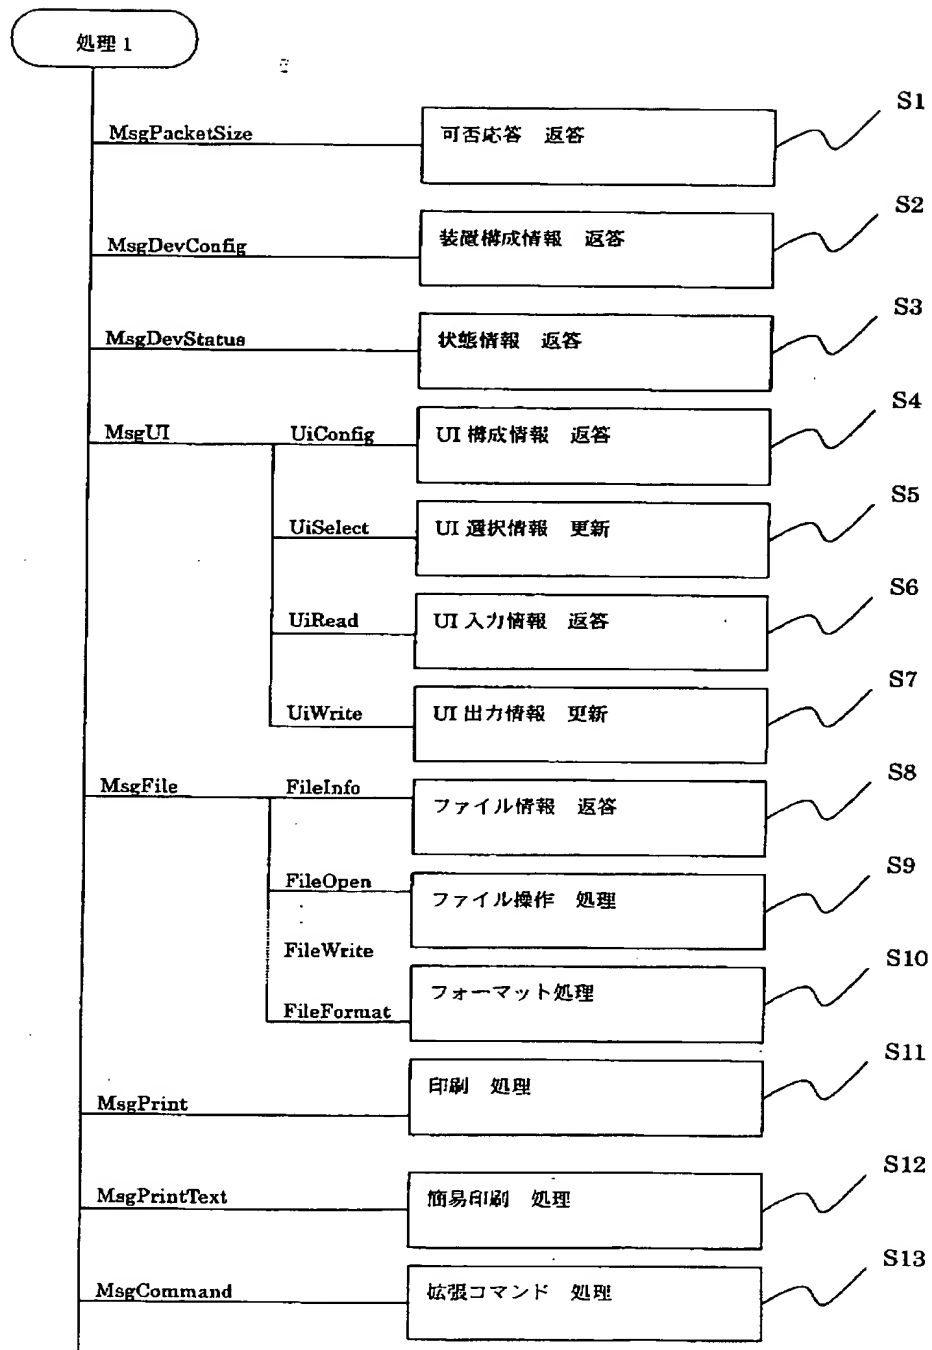 処理 1
S1
MsgPacketSize
可否応答 返答
S2
MsgDevConfig
装置構成情報 返答
S3
MsgDevStatus
状態情報 返答
S4
MsgUI
UiConfig
UI 構成情報 返答
S5
UiSelect
UI 選択情報 更新
S6
UiRead
UI 入力情報 返答
S7
UiWrite
UI 出力情報 更新
S8
MsgFile
FileInfo
ファイル情報 返答
S9
FileOpen
ファイル操作 処理
FileWrite
S10
FileFormat
フォーマット処理
S11
MsgPrint
印刷 処理
S12
MsgPrintText
簡易印刷 処理
S13
MsgCommand
拡張コマンド 処理